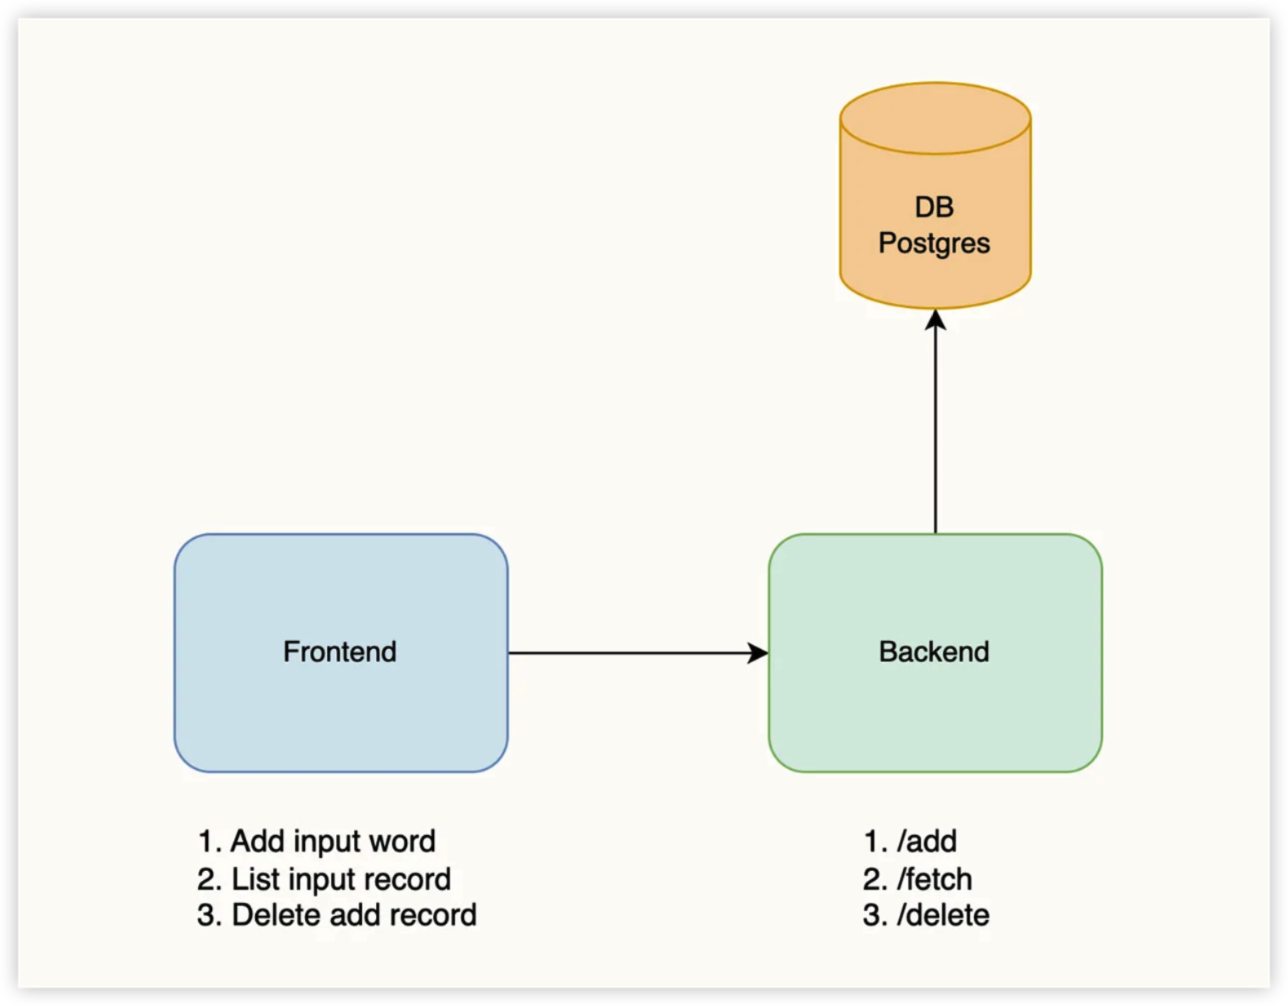 DB
Postgres
Frontend
Backend
1. Add input word
2. List input record
3. Delete add record
1. /add
2. /fetch
3. /delete